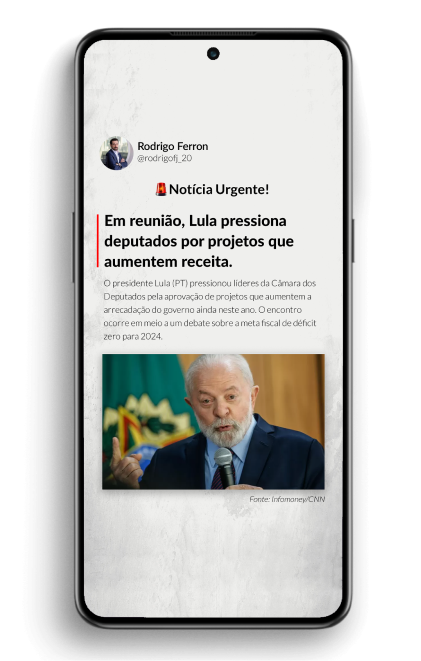 Rodrigo Ferron
@rodrigofj_20
🚨Notícia Urgente!
Em reunião, Lula pressiona
deputados por projetos que
aumentem receita.
O presidente Lula (PT) pressionou líderes da Câmara dos
Deputados pela aprovação de projetos que aumentem a
arrecadação do governo ainda neste ano. O encontro
ocorre em meio a um debate sobre a meta fiscal de déficit
zero para 2024.
Fonte: Infomoney/CNN